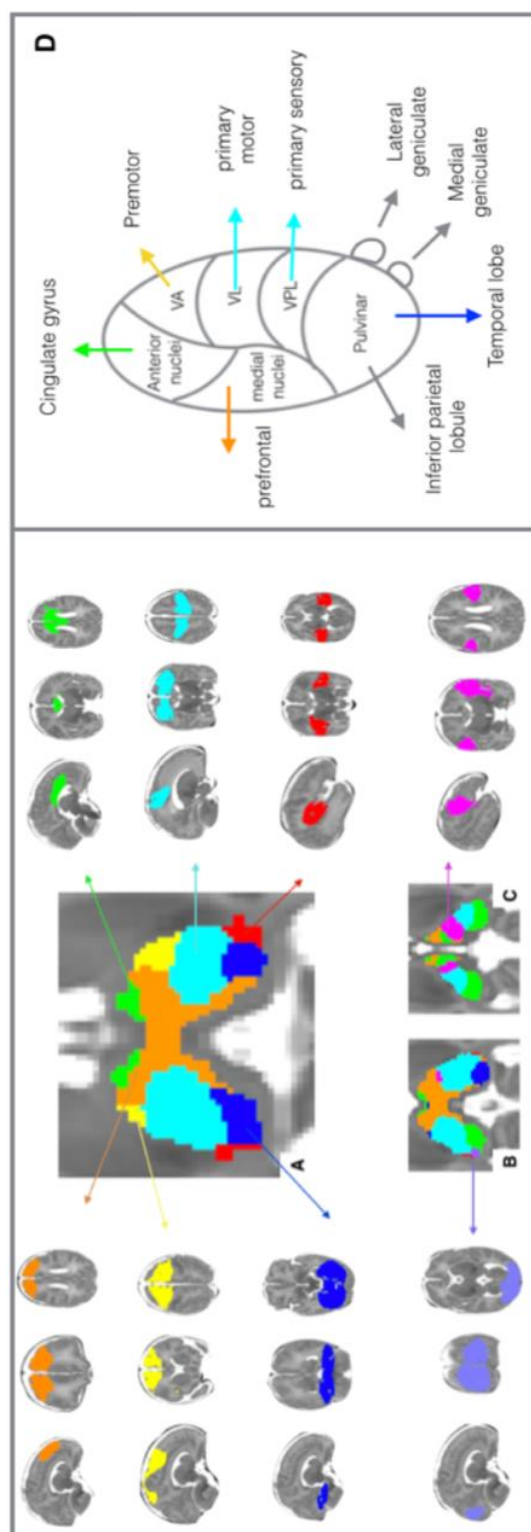 A
B
C
D
Cingulate gyrus
Premotor
Anterior
nuclei
VA
primary
motor
VL
prefrontal
medial
nuclei
VPL
primary sensory
Pulvinar
Lateral
geniculate
Medial
geniculate
Inferior parietal
lobule
Temporal lobe